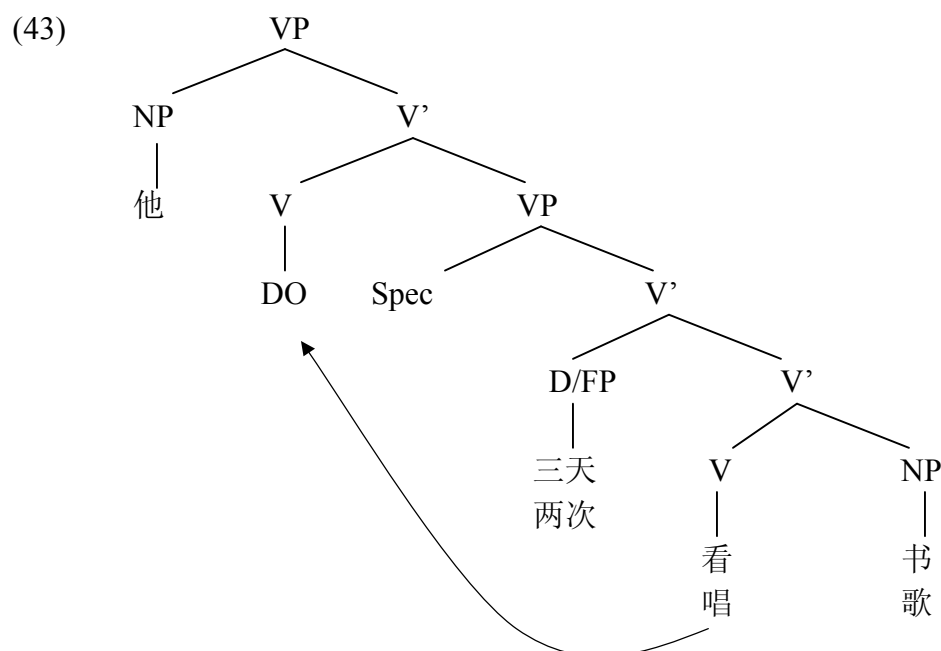 (43) VP
NP V’
他 V VP
DO Spec V’
D/FP V’
三天 V NP
两次
看 书
唱 歌